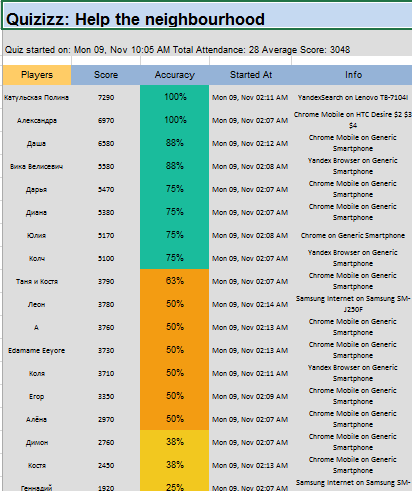 Quizizz: Help the neighbourhood
Quiz started on: Mon 09, Nov 10:05 AM Total Attendance: 28 Average Score: 3048
Players Score Accuracy Started At Info
Катульская Полина 7290 100% Mon 09, Nov 02:11 AM YandexSearch on Lenovo TB-7104I
Александра 6970 100% Mon 09, Nov 02:07 AM Chrome Mobile on HTC Desire $2 $3
$4
Даша 6580 88% Mon 09, Nov 02:12 AM Chrome Mobile on Generic
Smartphone
Вика Велисевич 5580 88% Mon 09, Nov 02:08 AM Yandex Browser on Generic
Smartphone
Дарья 5470 75% Mon 09, Nov 02:07 AM Chrome Mobile on Generic
Smartphone
Диана 5380 75% Mon 09, Nov 02:07 AM Chrome Mobile on Generic
Smartphone
Юлия 5170 75% Mon 09, Nov 02:08 AM Chrome on Generic Smartphone
Колч 5100 75% Mon 09, Nov 02:07 AM Yandex Browser on Generic
Smartphone
Таня и Костя 3790 63% Mon 09, Nov 02:07 AM Chrome Mobile on Generic
Smartphone
Леон 3780 50% Mon 09, Nov 02:14 AM Samsung Internet on Samsung SM-
J250F
А 3760 50% Mon 09, Nov 02:13 AM Chrome Mobile on Generic
Smartphone
Edamame Eeyore 3730 50% Mon 09, Nov 02:13 AM Chrome Mobile on Generic
Smartphone
Коля 3710 50% Mon 09, Nov 02:11 AM Yandex Browser on Generic
Smartphone
Егор 3350 50% Mon 09, Nov 02:09 AM Chrome Mobile on Generic
Smartphone
Алёна 2970 50% Mon 09, Nov 02:07 AM Chrome Mobile on Generic
Smartphone
Димон 2760 38% Mon 09, Nov 02:07 AM Chrome Mobile on Generic
Smartphone
Костя 2450 38% Mon 09, Nov 02:13 AM Chrome Mobile on Generic
Smartphone
Геннадий 1920 25% Mon 09, Nov 02:07 AM Samsung Internet on Samsung SM-